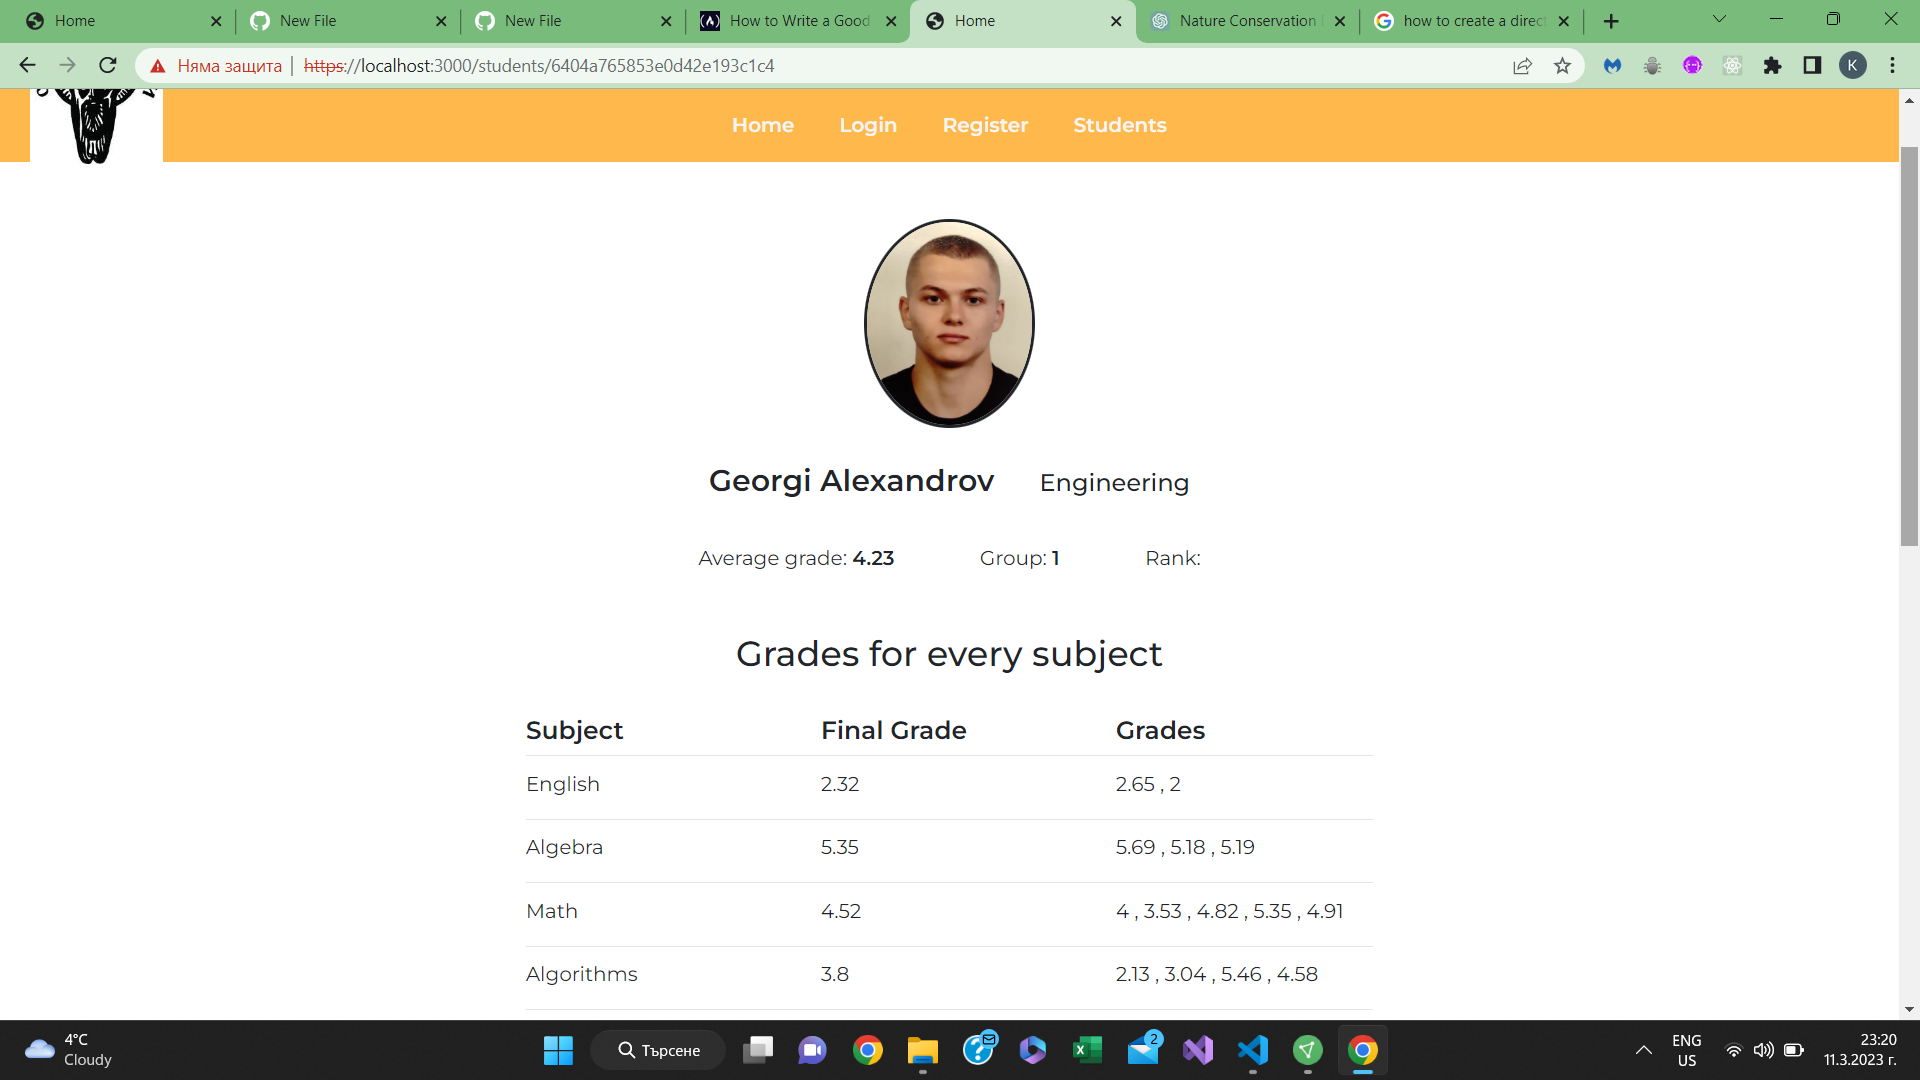 Home
New File
New File
How to Write a Good
Home
Nature Conservation
how to create a direct
Няма защита
https://localhost:3000/students/6404a765853e0d42e193c1c4
K
Home Login Register Students
Georgi Alexandrov Engineering
Average grade: 4.23 Group: 1 Rank:
Grades for every subject
Subject Final Grade Grades
English 2.32 2.65 , 2
Algebra 5.35 5.69 , 5.18 , 5.19
Math 4.52 4 , 3.53 , 4.82 , 5.35 , 4.91
Algorithms 3.8 2.13 , 3.04 , 5.46 , 4.58
4°C
Cloudy
Търсене
2
ENG
US
23:20
11.3.2023 г.